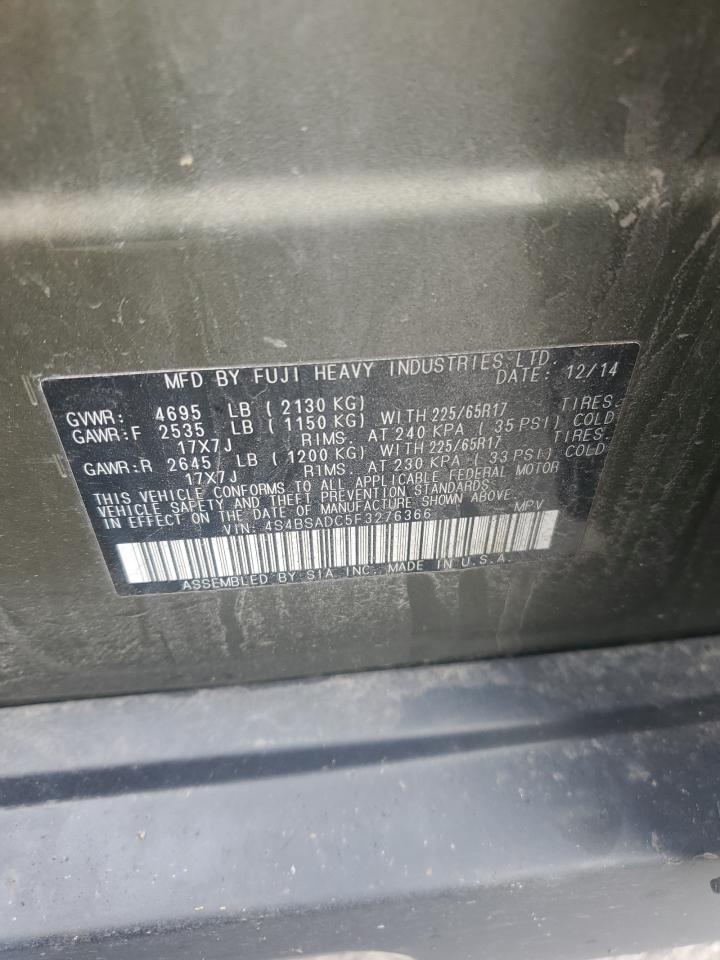 MFD BY FUJI HEAVY INDUSTRIES LTD.
DATE: 12/14
GVWR: 4695 LB ( 2130 KG)
GAWR:F 2535 LB ( 1150 KG) WITH 225/65R17 TIRES,
17X7J RIMS, AT 240 KPA ( 35 PSI) COLD
GAWR:R 2645 LB ( 1200 KG) WITH 225/65R17 TIRES,
17X7J RIMS, AT 230 KPA ( 33 PSI) COLD
THIS VEHICLE CONFORMS TO ALL APPLICABLE FEDERAL MOTOR
VEHICLE SAFETY AND THEFT PREVENTION STANDARDS
IN EFFECT ON THE DATE OF MANUFACTURE SHOWN ABOVE.
VIN: 4S4BSADC5F3276366 MPV
ASSEMBLED BY SIA INC, MADE IN U.S.A.